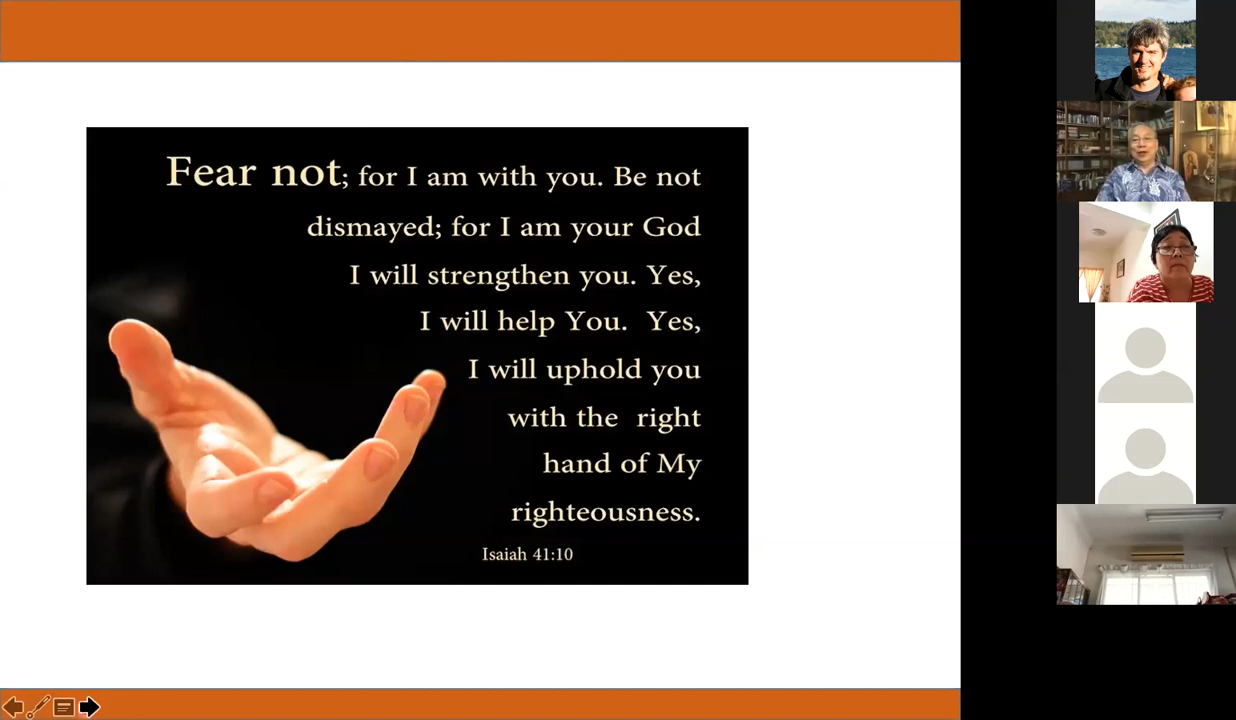 Fear not; for I am with you. Be not
dismayed; for I am your God
I will strengthen you. Yes,
I will help You.  Yes,
I will uphold you
with the  right
hand of My
righteousness.
Isaiah 41:10